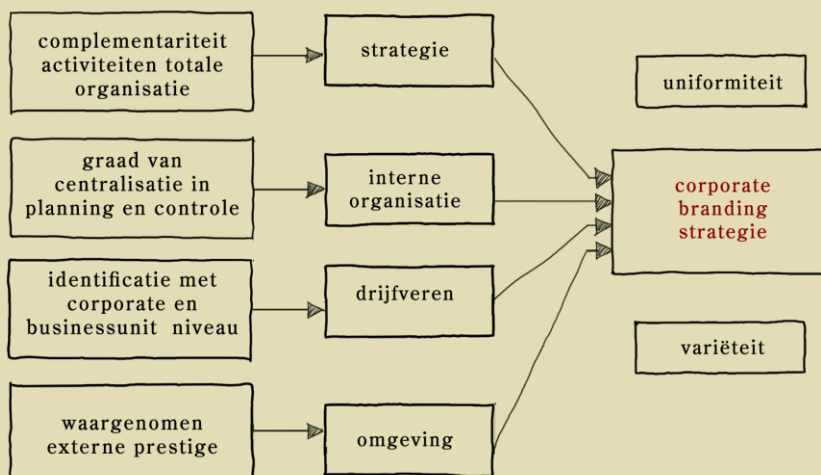 complementariteit
activiteiten totale
organisatie
strategie
uniformiteit
graad van
centralisatie in
planning en controle
interne
organisatie
corporate
branding
strategie
identificatie met
corporate en
businessunit niveau
drijfveren
variëteit
waargenomen
externe prestige
omgeving